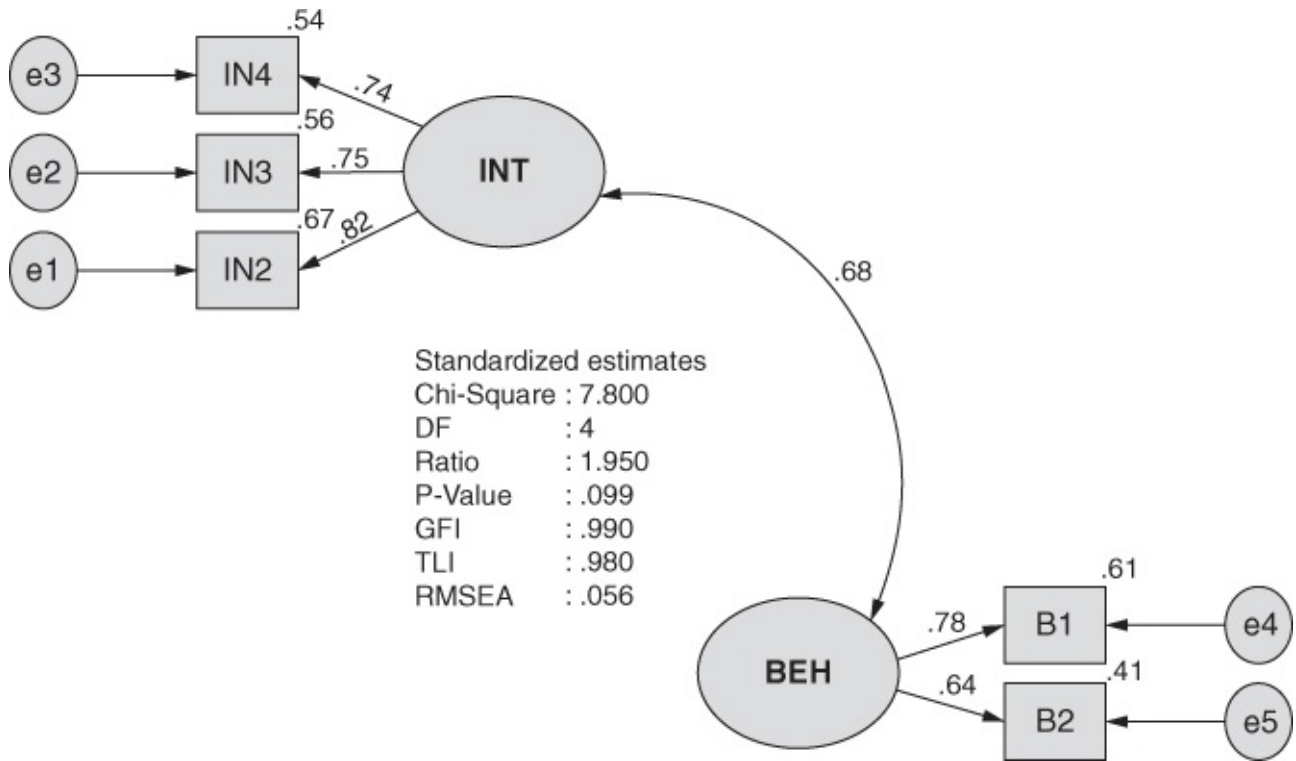 .54
e3 IN4 .74
.56
e2 IN3 .75 INT
.67 .82
e1 IN2
.68
Standardized estimates
Chi-Square : 7.800
DF : 4
Ratio : 1.950
P-Value : .099
GFI : .990
TLI : .980
RMSEA : .056
.61
.78 B1 e4
BEH .41
.64 B2 e5